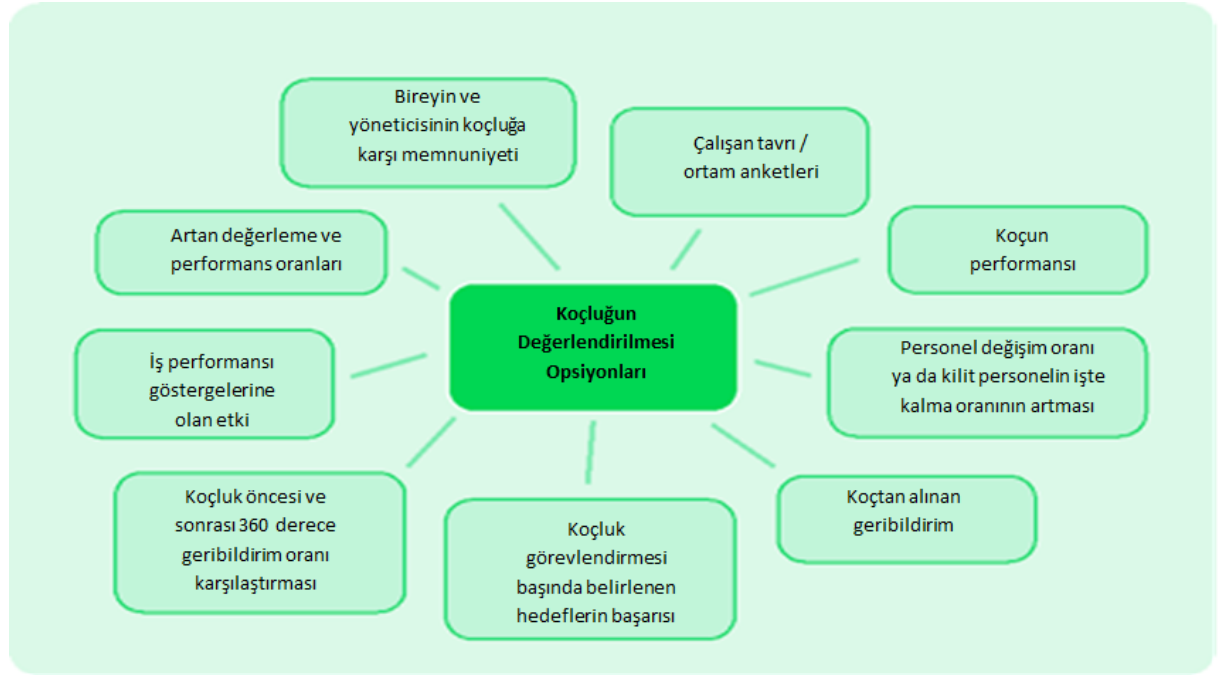 Bireyin ve
yöneticisinin koçluğa
karşı memnuniyeti
Çalışan tavrı /
ortam anketleri
Artan değerleme ve
performans oranları
Koçun
performansı
Koçluğun
Değerlendirilmesi
Opsiyonları
İş performansı
göstergelerine
olan etki
Personel değişim oranı
ya da kilit personelin işte
kalma oranının artması
Koçluk öncesi ve
sonrası 360 derece
geribildirim oranı
karşılaştırması
Koçluk
görevlendirmesi
başında belirlenen
hedeflerin başarısı
Koçtan alınan
geribildirim